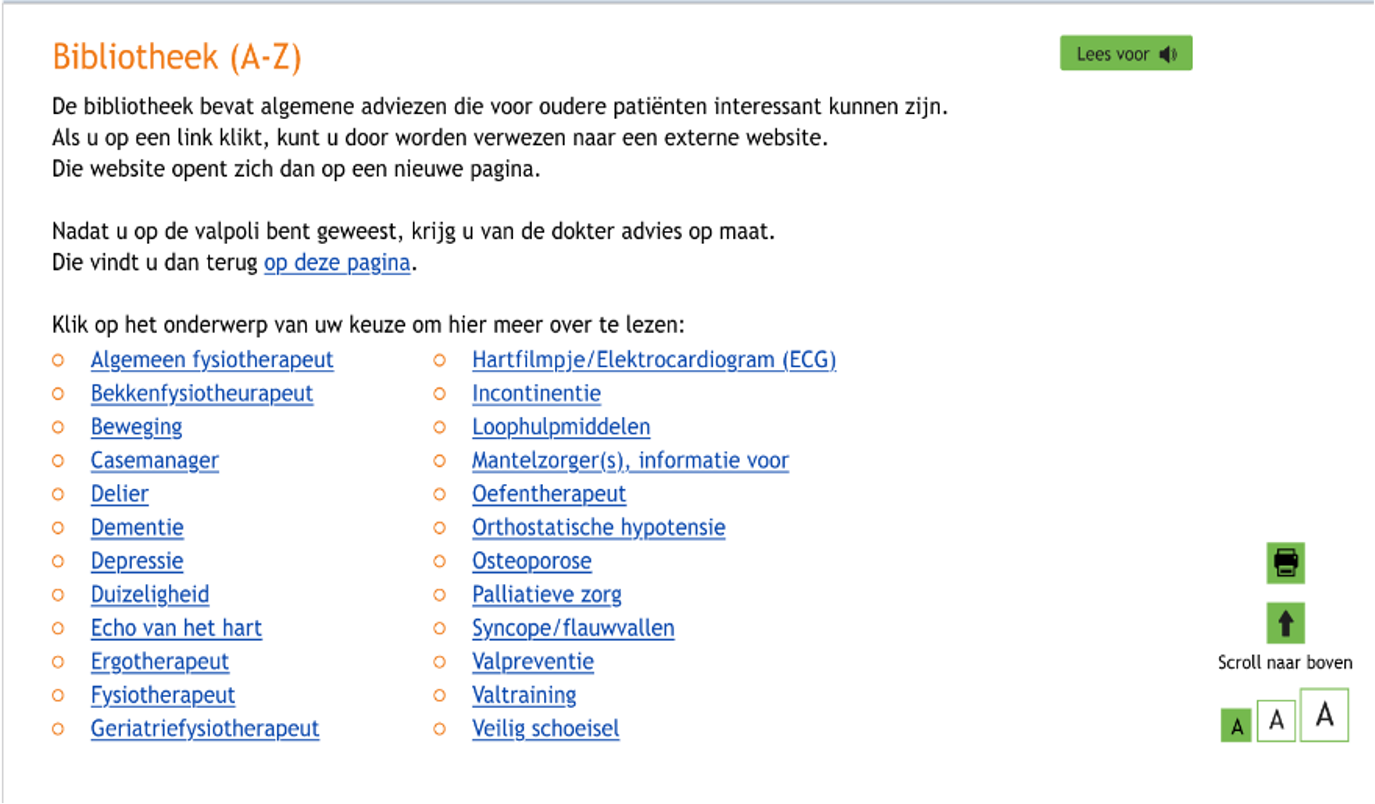 Bibliotheek (A-Z)
Lees voor
De bibliotheek bevat algemene adviezen die voor oudere patiënten interessant kunnen zijn.
Als u op een link klikt, kunt u door worden verwezen naar een externe website.
Die website opent zich dan op een nieuwe pagina.
Nadat u op de valpoli bent geweest, krijg u van de dokter advies op maat.
Die vindt u dan terug op deze pagina.
Klik op het onderwerp van uw keuze om hier meer over te lezen:
Algemeen fysiotherapeut
Bekkenfysiotheurapeut
Beweging
Casemanager
Delier
Dementie
Depressie
Duizeligheid
Echo van het hart
Ergotherapeut
Fysiotherapeut
Geriatriefysiotherapeut
Hartfilmpje/Elektrocardiogram (ECG)
Incontinentie
Loophulpmiddelen
Mantelzorger(s), informatie voor
Oefentherapeut
Orthostatische hypotensie
Osteoporose
Palliatieve zorg
Syncope/flauwvallen
Valpreventie
Valtraining
Veilig schoeisel
Scroll naar boven
A A A